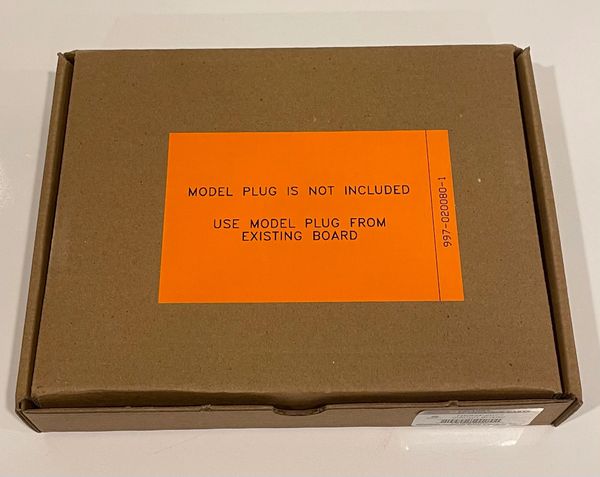 MODEL PLUG IS NOT INCLUDED
USE MODEL PLUG FROM
EXISTING BOARD
997-020080-1